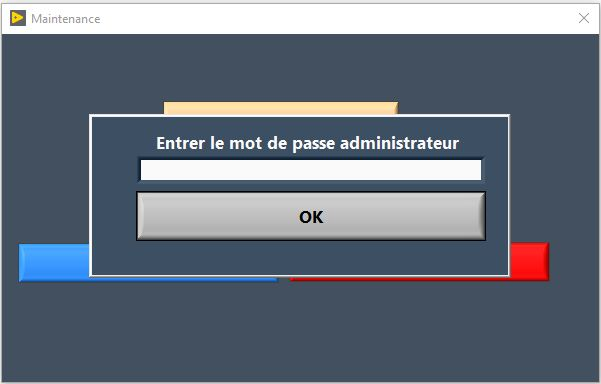 Maintenance
Entrer le mot de passe administrateur
OK